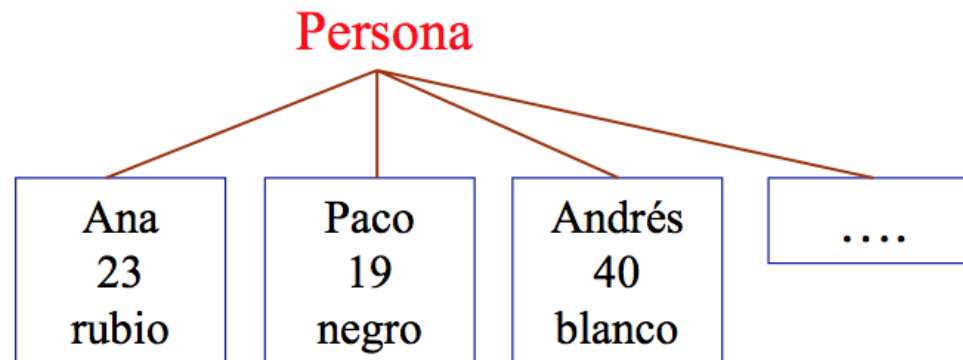 Persona
Ana
23
rubio
Paco
19
negro
Andrés
40
blanco
....